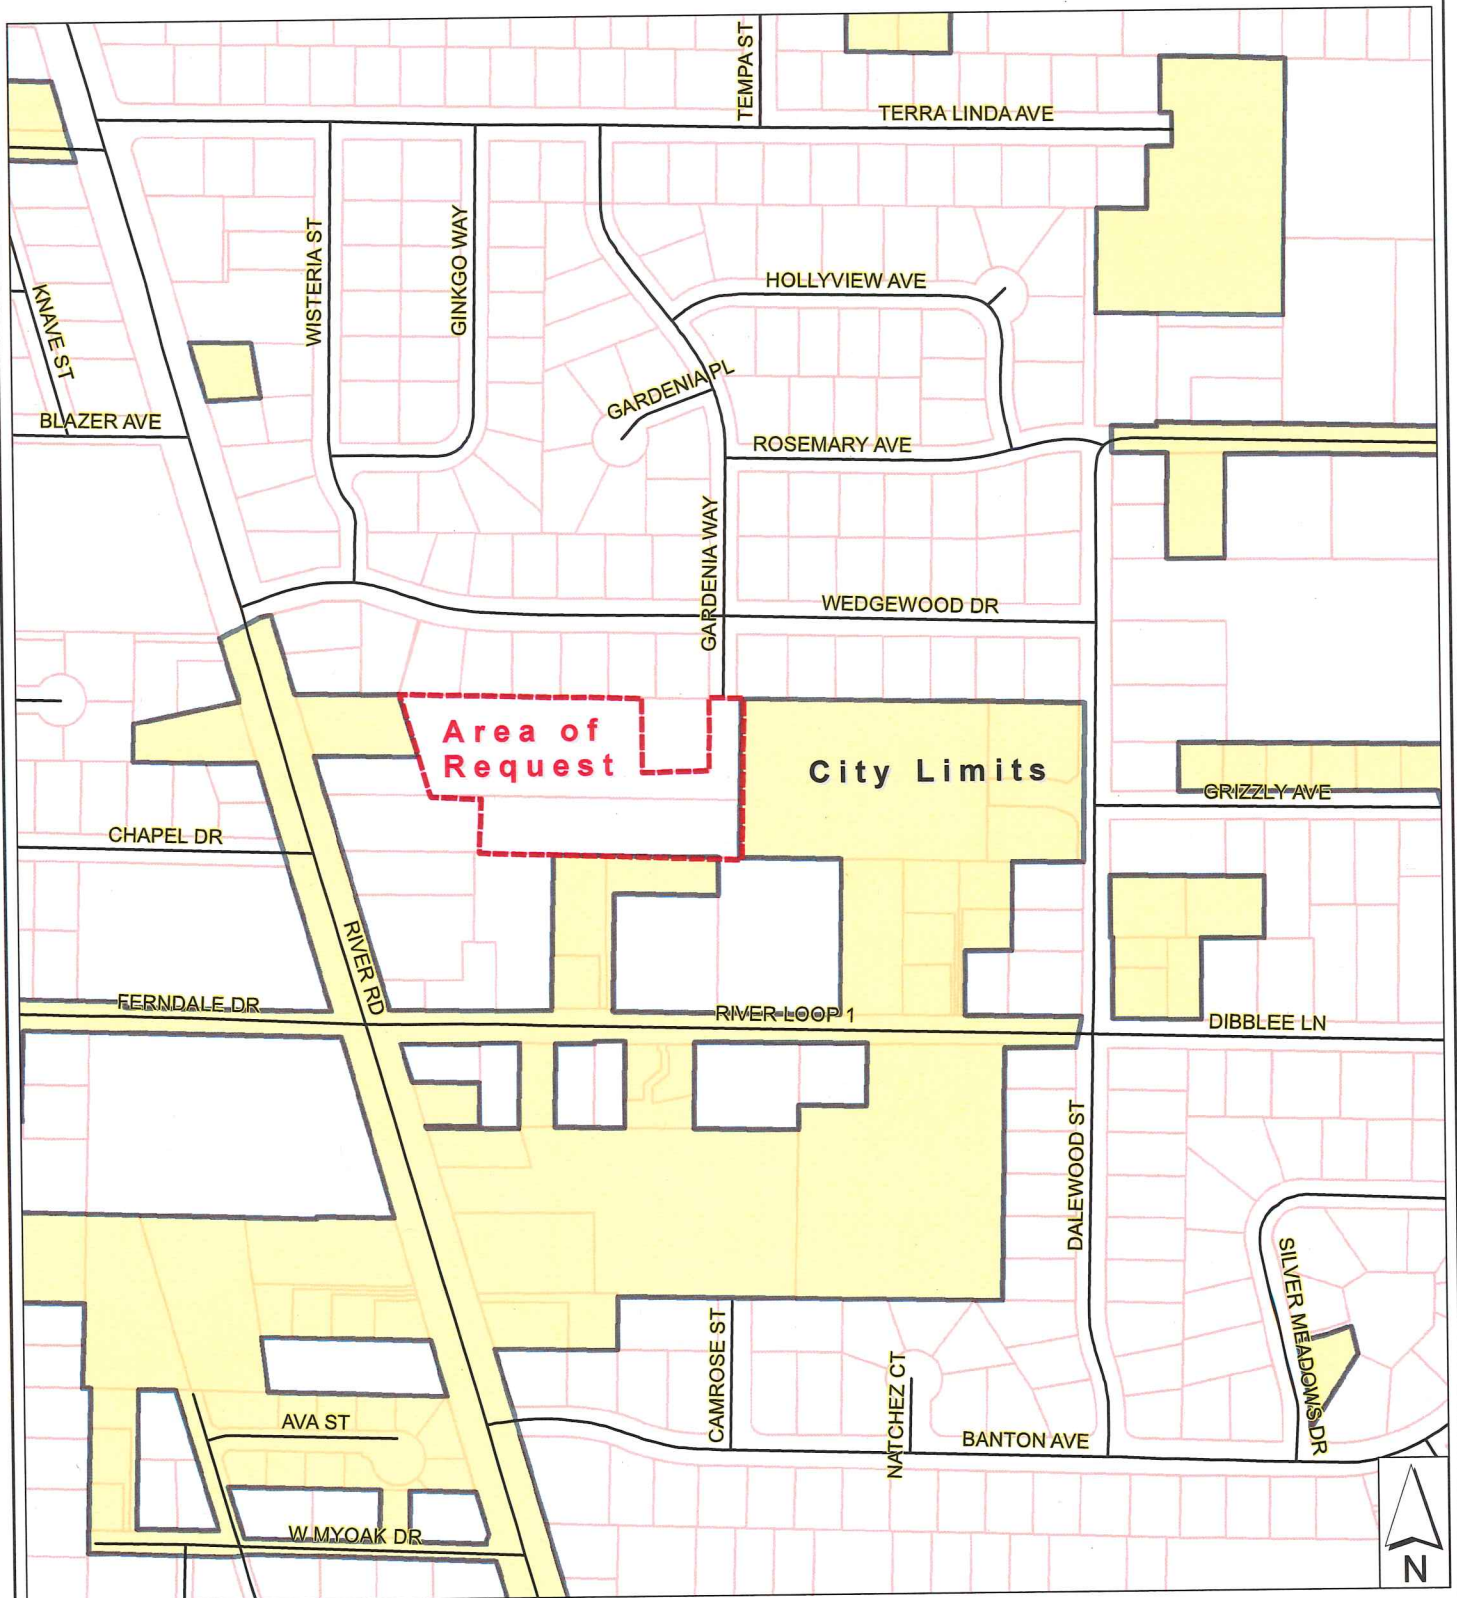 TEMPA ST
TERRA LINDA AVE
WISTERIA ST
GINKGO WAY
HOLLYVIEW AVE
KNAVE ST
GARDENIA PL
BLAZER AVE
ROSEMARY AVE
GARDENIA WAY
WEDGEWOOD DR
Area of
Request
City Limits
GRIZZLY AVE
CHAPEL DR
RIVER RD
FERNDALE DR
RIVER LOOP 1
DIBBLEE LN
DALEWOOD ST
SILVER MEADOWS DR
CAMROSE ST
NATCHEZ CT
AVA ST
BANTON AVE
W MYOAK DR
N